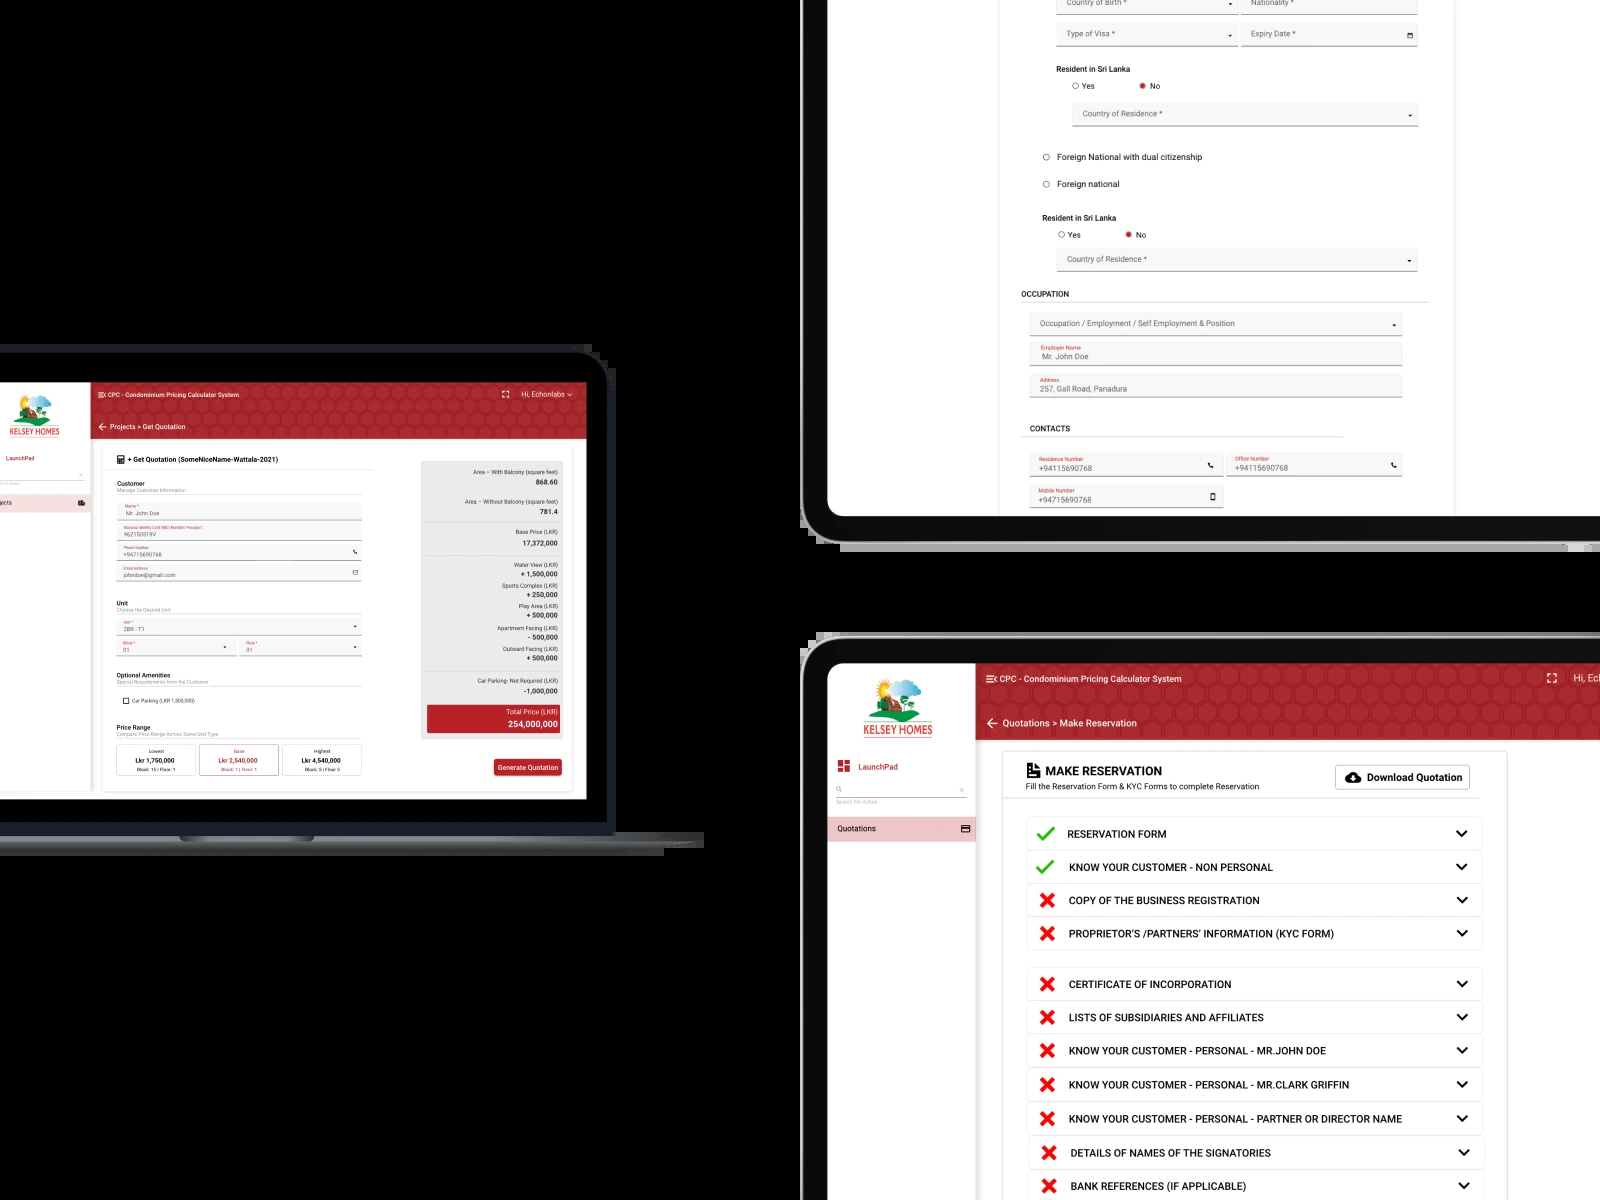 KELSEY HOMES
LaunchPad
jects
CPC - Condominium Pricing Calculator System
Hi, Echonlabs
Projects > Get Quotation
+ Get Quotation (SomeNiceName-Wattala-2021)
Customer
Manage Customer Information
Name *
Mr. John Doe
National Identity Card (NIC) Number/ Passport
962150519V
Phone Number
+94715690768
Email Address
johndoe@gmail.com
Unit
Choose the Desired Unit
Unit *
2BR - T1
Block *
01
Floor *
01
Optional Amenities
Special Requirements from the Customer
Car Parking (LKR 1,500,000)
Price Range
Compare Price Range Across Same Unit Type
Lowest
Lkr 1,750,000
Block: 15 | Floor: 1
Base
Lkr 2,540,000
Block: 1 | Floor: 1
Highest
Lkr 4,540,000
Block: 5 | Floor 5
Area – With Balcony (square feet)
868.60
Area – Without Balcony (square feet)
781.4
Base Price (LKR)
17,372,000
Water View (LKR)
+ 1,500,000
Sports Complex (LKR)
+ 250,000
Play Area (LKR)
+ 500,000
Apartment Facing (LKR)
- 500,000
Outward Facing (LKR)
+ 500,000
Car Parking- Not Required (LKR)
-1,000,000
Total Price (LKR)
254,000,000
Generate Quotation
Country of Birth *
Nationality *
Type of Visa *
Expiry Date *
Resident in Sri Lanka
Yes
No
Country of Residence *
Foreign National with dual citizenship
Foreign national
Resident in Sri Lanka
Yes
No
Country of Residence *
OCCUPATION
Occupation / Employment / Self Employment & Position
Employer Name
Mr. John Doe
Address
257, Gall Road, Panadura
CONTACTS
Residence Number
+94115690768
Office Number
+94115690768
Mobile Number
+94715690768
KELSEY HOMES
LaunchPad
Search For Action
Quotations
CPC - Condominium Pricing Calculator System
Hi, Ec
Quotations > Make Reservation
MAKE RESERVATION
Fill the Reservation Form & KYC Forms to complete Reservation
Download Quotation
RESERVATION FORM
KNOW YOUR CUSTOMER - NON PERSONAL
COPY OF THE BUSINESS REGISTRATION
PROPRIETOR'S /PARTNERS' INFORMATION (KYC FORM)
CERTIFICATE OF INCORPORATION
LISTS OF SUBSIDIARIES AND AFFILIATES
KNOW YOUR CUSTOMER - PERSONAL - MR.JOHN DOE
KNOW YOUR CUSTOMER - PERSONAL - MR.CLARK GRIFFIN
KNOW YOUR CUSTOMER - PERSONAL - PARTNER OR DIRECTOR NAME
DETAILS OF NAMES OF THE SIGNATORIES
BANK REFERENCES (IF APPLICABLE)